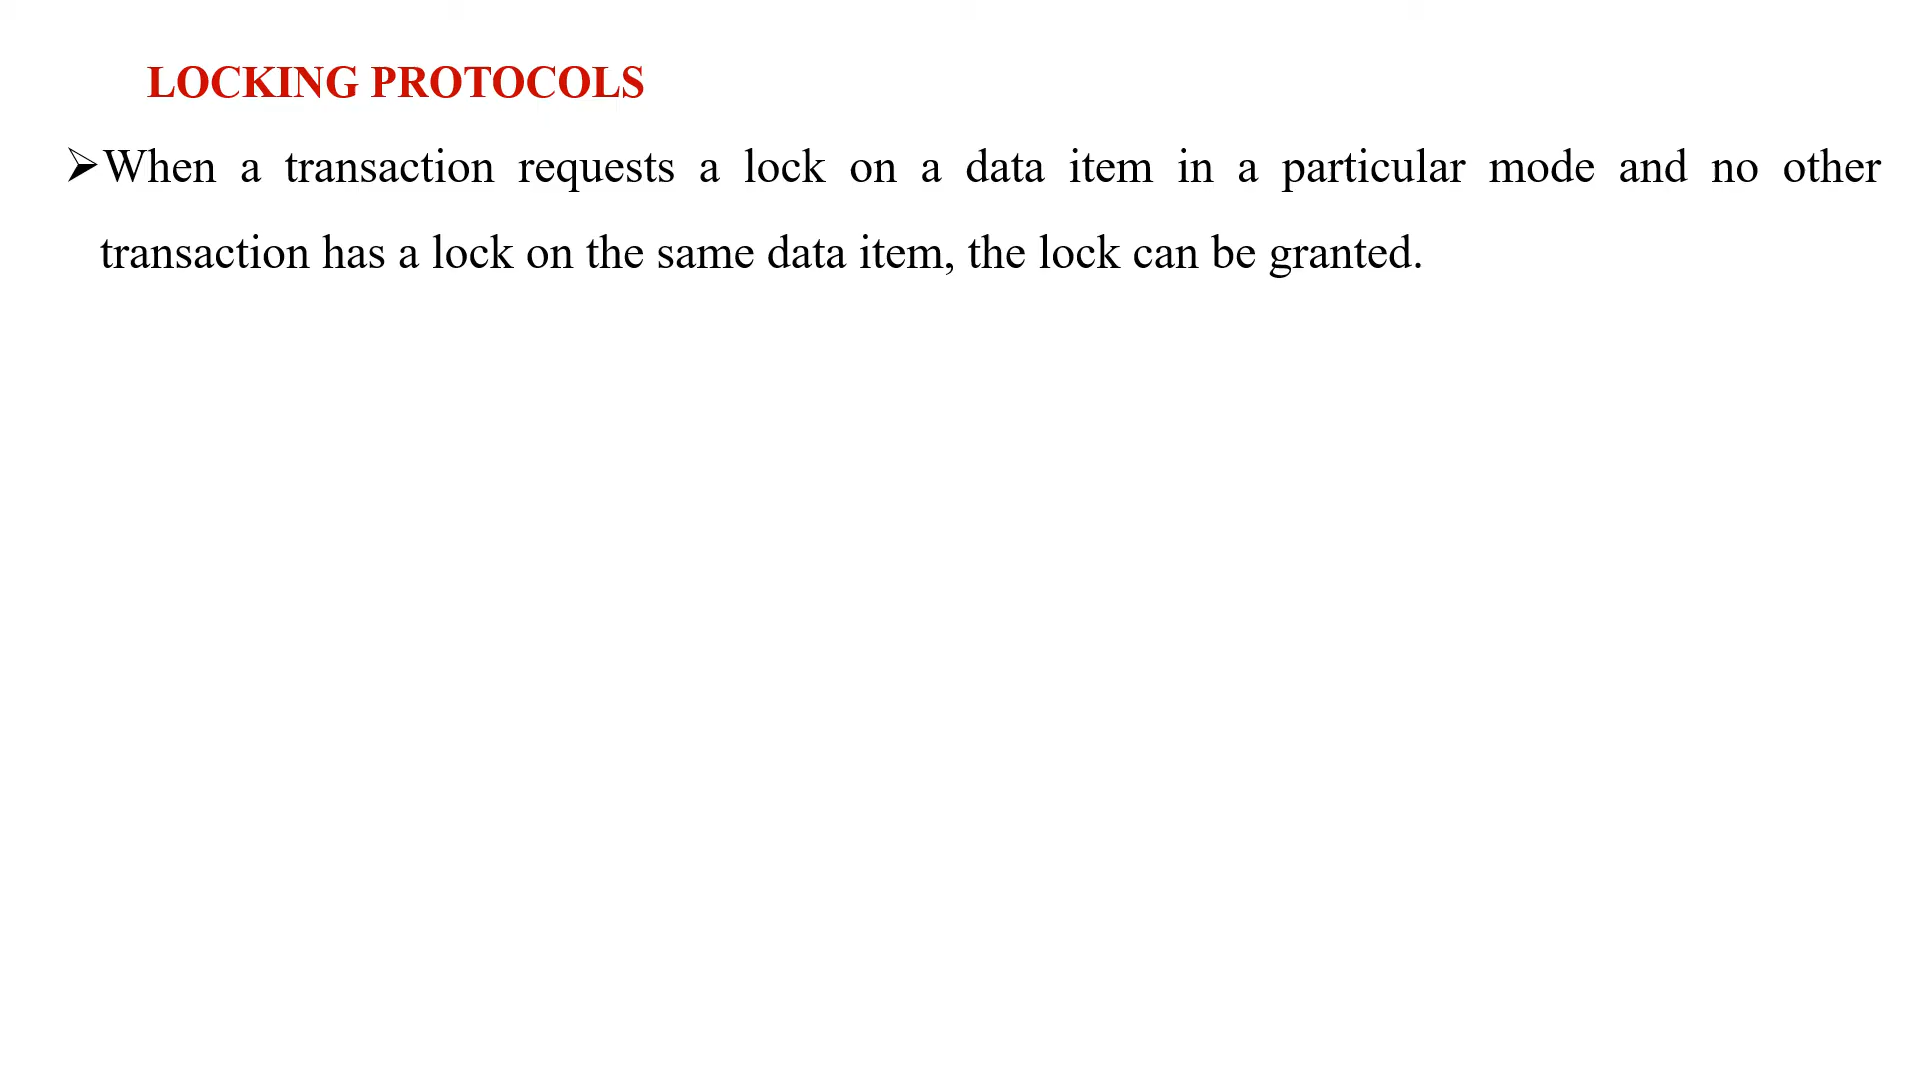 LOCKING PROTOCOLS
➢When a transaction requests a lock on a data item in a particular mode and no other
transaction has a lock on the same data item, the lock can be granted.